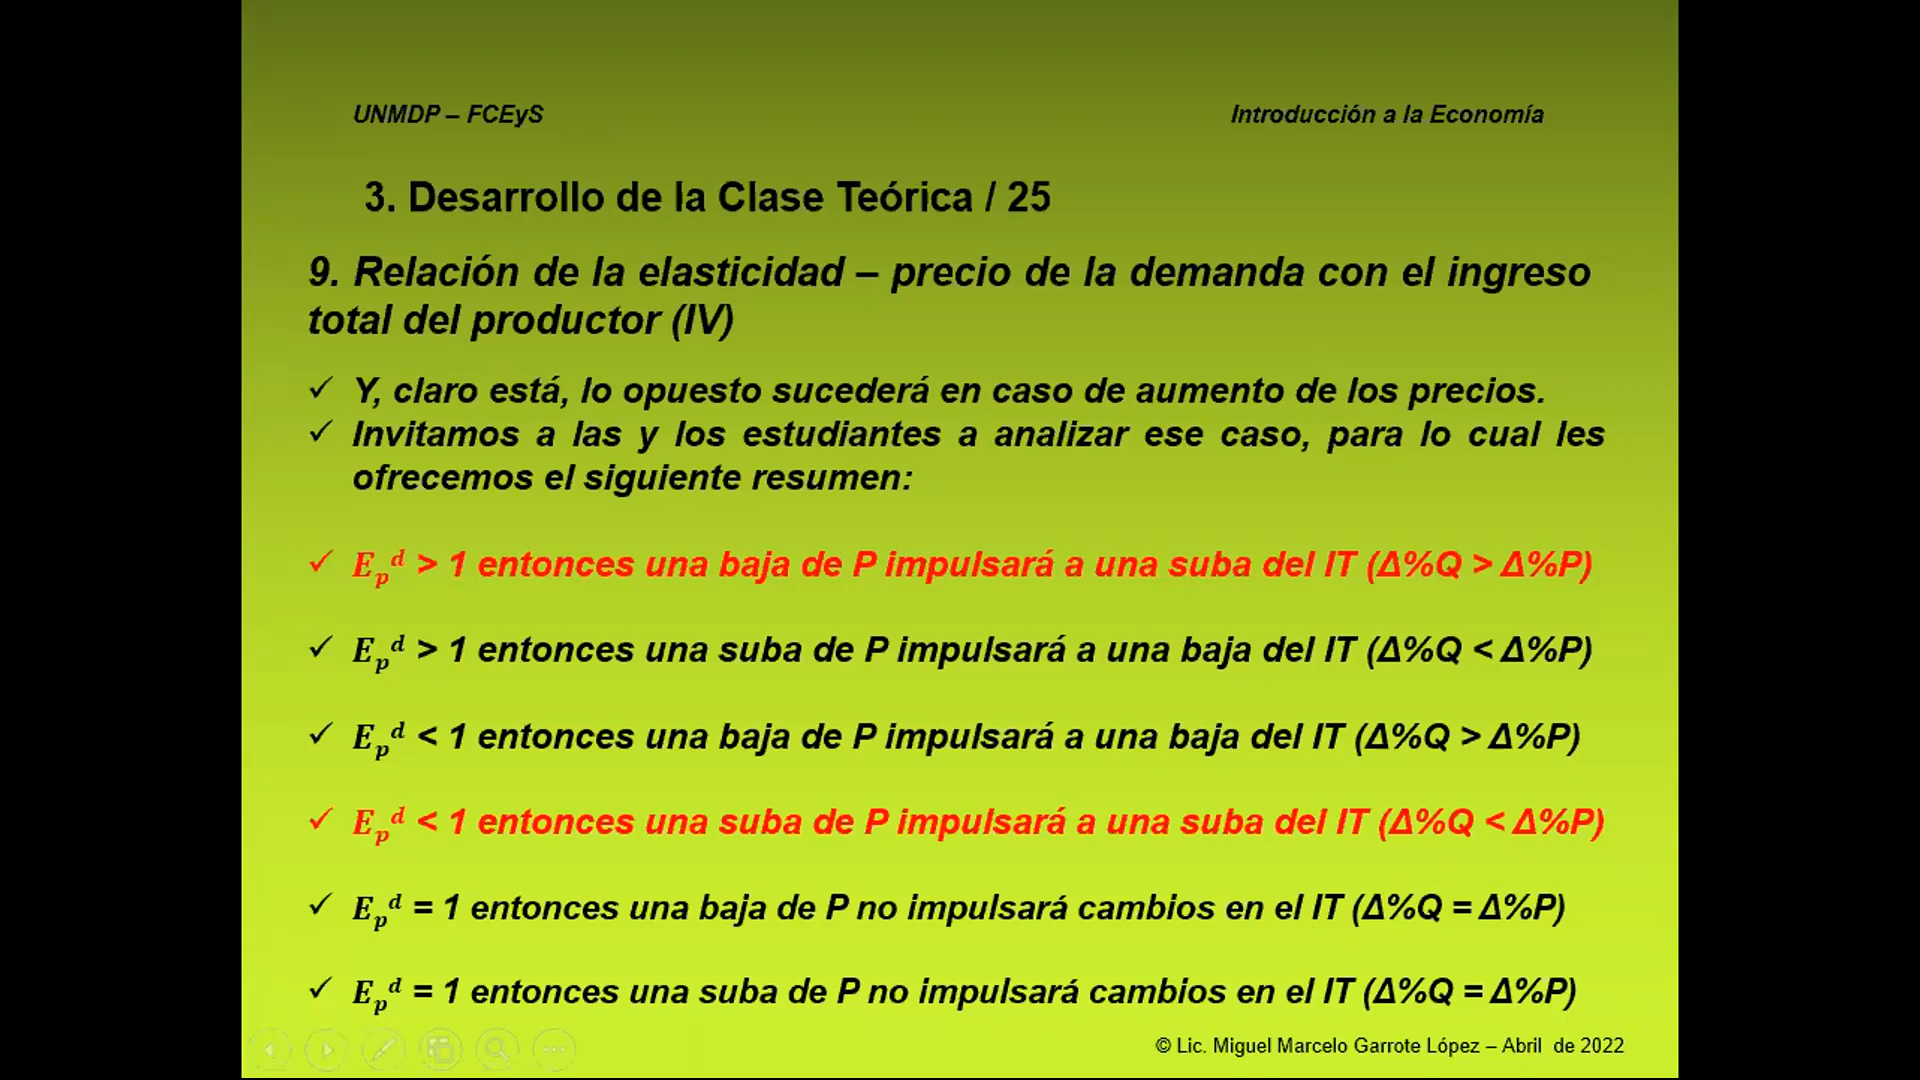 UNMDP – FCEyS
Introducción a la Economía
3. Desarrollo de la Clase Teórica / 25
9. Relación de la elasticidad – precio de la demanda con el ingreso
total del productor (IV)
✓ Y, claro está, lo opuesto sucederá en caso de aumento de los precios.
✓ Invitamos a las y los estudiantes a analizar ese caso, para lo cual les
ofrecemos el siguiente resumen:
✓ Eₚᵈ > 1 entonces una baja de P impulsará a una suba del IT (Δ%Q > Δ%P)
✓ Eₚᵈ > 1 entonces una suba de P impulsará a una baja del IT (Δ%Q < Δ%P)
✓ Eₚᵈ < 1 entonces una baja de P impulsará a una baja del IT (Δ%Q > Δ%P)
✓ Eₚᵈ < 1 entonces una suba de P impulsará a una suba del IT (Δ%Q < Δ%P)
✓ Eₚᵈ = 1 entonces una baja de P no impulsará cambios en el IT (Δ%Q = Δ%P)
✓ Eₚᵈ = 1 entonces una suba de P no impulsará cambios en el IT (Δ%Q = Δ%P)
© Lic. Miguel Marcelo Garrote López – Abril de 2022